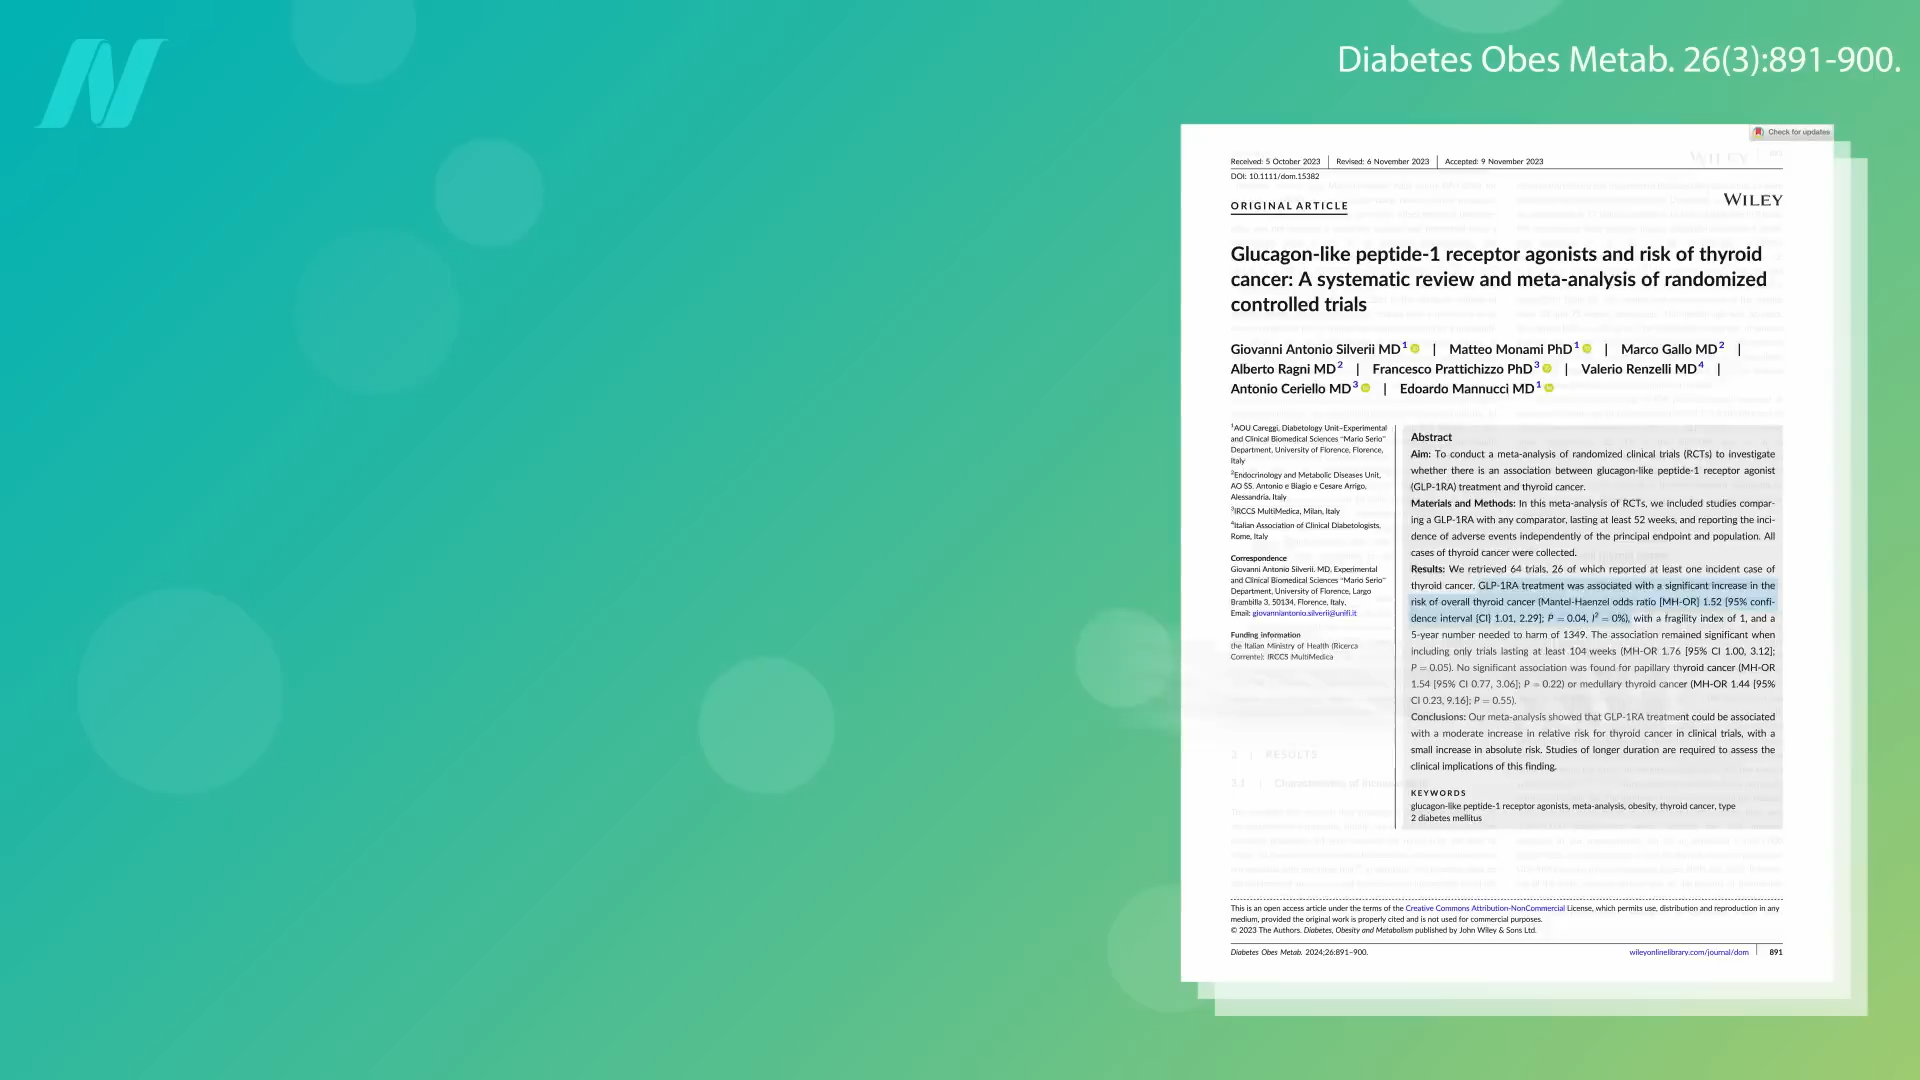 Diabetes Obes Metab. 26(3):891-900.
Check for updates
Received: 5 October 2023 | Revised: 6 November 2023 | Accepted: 9 November 2023
DOI: 10.1111/dom.15382
ORIGINAL ARTICLE
WILEY
Glucagon-like peptide-1 receptor agonists and risk of thyroid
cancer: A systematic review and meta-analysis of randomized
controlled trials
Giovanni Antonio Silverii MD1 | Matteo Monami PhD1 | Marco Gallo MD2 |
Alberto Ragni MD2 | Francesco Prattichizzo PhD3 | Valerio Renzelli MD4 |
Antonio Ceriello MD3 | Edoardo Mannucci MD1
1AOU Careggi, Diabetology Unit–Experimental
and Clinical Biomedical Sciences "Mario Serio"
Department, University of Florence, Florence,
Italy
2Endocrinology and Metabolic Diseases Unit,
AO SS. Antonio e Biagio e Cesare Arrigo,
Alessandria, Italy
3IRCCS MultiMedica, Milan, Italy
4Italian Association of Clinical Diabetologists,
Rome, Italy
Correspondence
Giovanni Antonio Silverii. MD, Experimental
and Clinical Biomedical Sciences "Mario Serio"
Department, University of Florence, Largo
Brambilla 3, 50134, Florence, Italy,
Email: giovanniantonio.silverii@unifi.it
Funding information
the Italian Ministry of Health (Ricerca
Corrente); IRCCS MultiMedica
Abstract
Aim: To conduct a meta-analysis of randomized clinical trials (RCTs) to investigate
whether there is an association between glucagon-like peptide-1 receptor agonist
(GLP-1RA) treatment and thyroid cancer.
Materials and Methods: In this meta-analysis of RCTs, we included studies compar-
ing a GLP-1RA with any comparator, lasting at least 52 weeks, and reporting the inci-
dence of adverse events independently of the principal endpoint and population. All
cases of thyroid cancer were collected.
Results: We retrieved 64 trials, 26 of which reported at least one incident case of
thyroid cancer. GLP-1RA treatment was associated with a significant increase in the
risk of overall thyroid cancer (Mantel-Haenzel odds ratio [MH-OR] 1.52 [95% confi-
dence interval {CI} 1.01, 2.29]; P = 0.04, I2 = 0%), with a fragility index of 1, and a
5-year number needed to harm of 1349. The association remained significant when
including only trials lasting at least 104 weeks (MH-OR 1.76 [95% CI 1.00, 3.12];
P = 0.05). No significant association was found for papillary thyroid cancer (MH-OR
1.54 [95% CI 0.77, 3.06]; P = 0.22) or medullary thyroid cancer (MH-OR 1.44 [95%
CI 0.23, 9.16]; P = 0.55).
Conclusions: Our meta-analysis showed that GLP-1RA treatment could be associated
with a moderate increase in relative risk for thyroid cancer in clinical trials, with a
small increase in absolute risk. Studies of longer duration are required to assess the
clinical implications of this finding.
KEYWORDS
glucagon-like peptide-1 receptor agonists, meta-analysis, obesity, thyroid cancer, type
2 diabetes mellitus
3 | RESULTS
3.1 | Characteristics of
This is an open access article under the terms of the Creative Commons Attribution-NonCommercial License, which permits use, distribution and reproduction in any
medium, provided the original work is properly cited and is not used for commercial purposes.
© 2023 The Authors. Diabetes, Obesity and Metabolism published by John Wiley & Sons Ltd.
Diabetes Obes Metab. 2024;26:891–900.
wileyonlinelibrary.com/journal/dom | 891